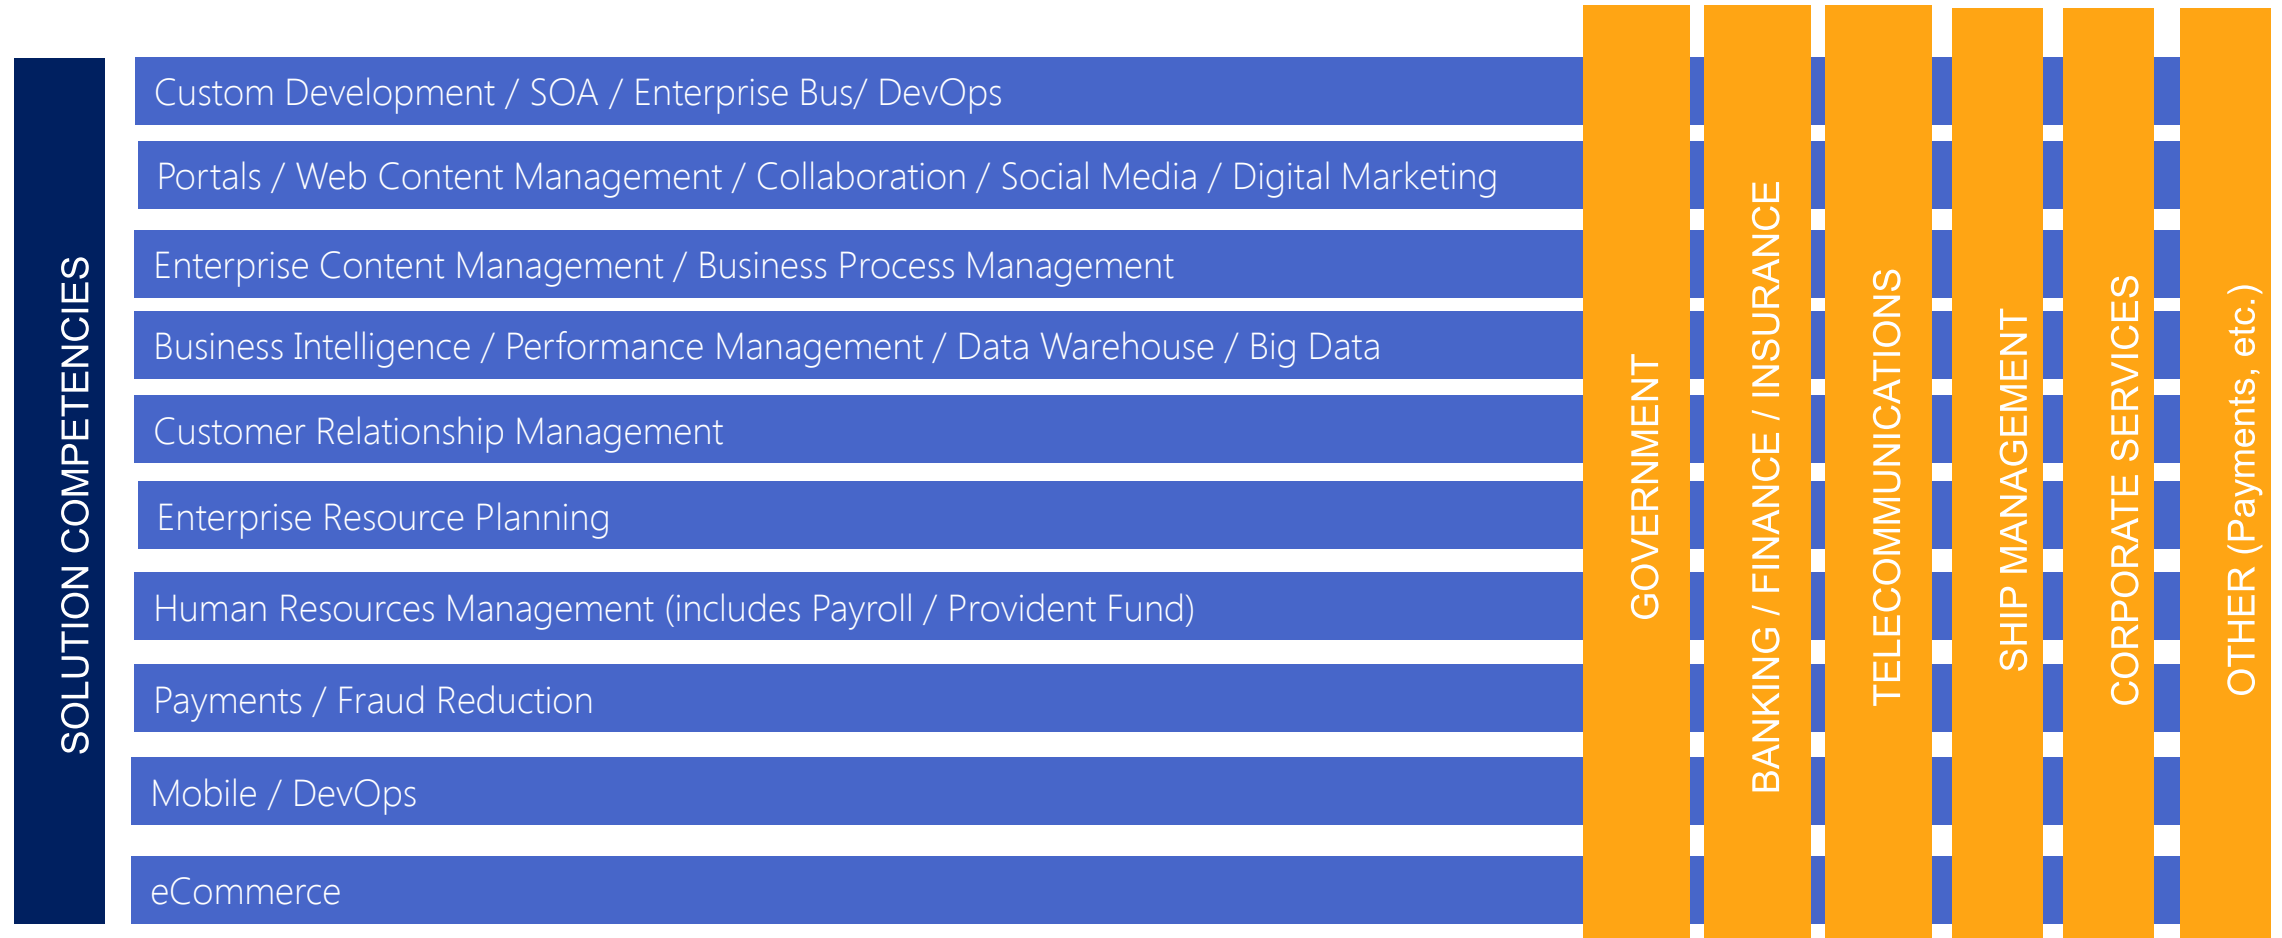 SOLUTION COMPETENCIES
Custom Development / SOA / Enterprise Bus/ DevOps
Portals / Web Content Management / Collaboration / Social Media / Digital Marketing
Enterprise Content Management / Business Process Management
Business Intelligence / Performance Management / Data Warehouse / Big Data
Customer Relationship Management
Enterprise Resource Planning
Human Resources Management (includes Payroll / Provident Fund)
Payments / Fraud Reduction
Mobile / DevOps
eCommerce
GOVERNMENT
BANKING / FINANCE / INSURANCE
TELECOMMUNICATIONS
SHIP MANAGEMENT
CORPORATE SERVICES
OTHER (Payments, etc.)